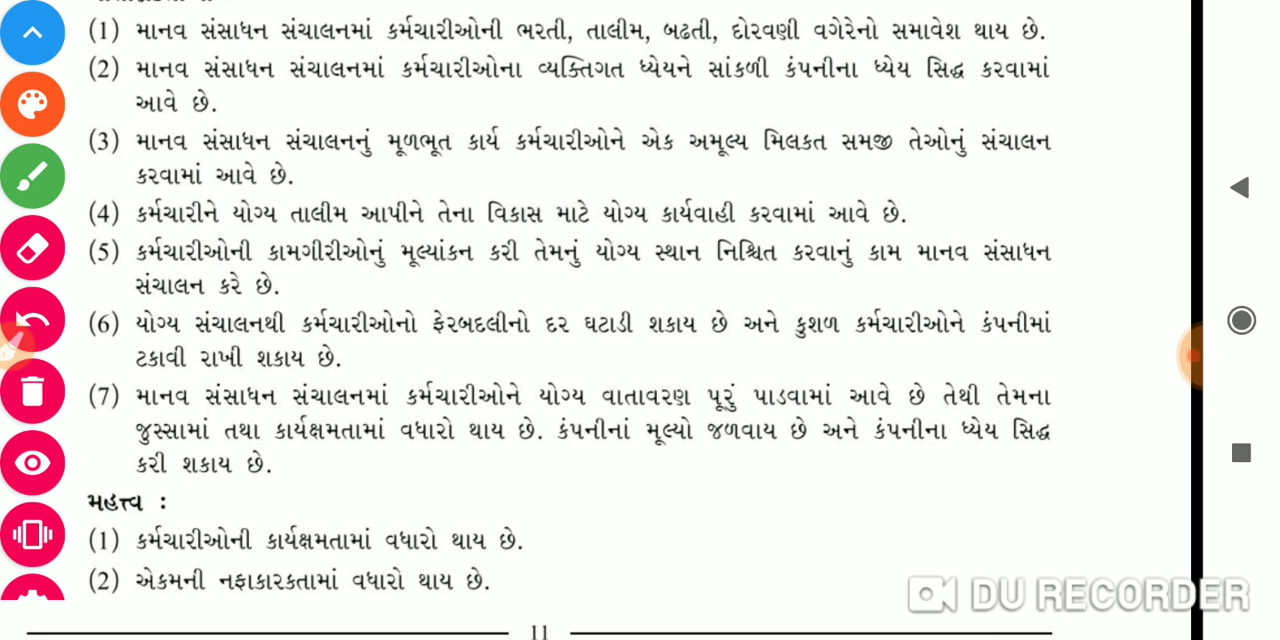 (1) માનવ સંસાધન સંચાલનમાં કર્મચારીઓની ભરતી, તાલીમ, બઢતી, દોરવણી વગેરેનો સમાવેશ થાય છે.
(2) માનવ સંસાધન સંચાલનમાં કર્મચારીઓના વ્યક્તિગત ધ્યેયને સાંકળી કંપનીના ધ્યેય સિદ્ધ કરવામાં
આવે છે.
(3) માનવ સંસાધન સંચાલનનું મૂળભૂત કાર્ય કર્મચારીઓને એક અમૂલ્ય મિલકત સમજી તેઓનું સંચાલન
કરવામાં આવે છે.
(4) કર્મચારીને યોગ્ય તાલીમ આપીને તેના વિકાસ માટે યોગ્ય કાર્યવાહી કરવામાં આવે છે.
(5) કર્મચારીઓની કામગીરીઓનું મૂલ્યાંકન કરી તેમનું યોગ્ય સ્થાન નિશ્ચિત કરવાનું કામ માનવ સંસાધન
સંચાલન કરે છે.
(6) યોગ્ય સંચાલનથી કર્મચારીઓનો ફેરબદલીનો દર ઘટાડી શકાય છે અને કુશળ કર્મચારીઓને કંપનીમાં
ટકાવી રાખી શકાય છે.
(7) માનવ સંસાધન સંચાલનમાં કર્મચારીઓને યોગ્ય વાતાવરણ પૂરું પાડવામાં આવે છે તેથી તેમના
જુસ્સામાં તથા કાર્યક્ષમતામાં વધારો થાય છે. કંપનીનાં મૂલ્યો જળવાય છે અને કંપનીના ધ્યેય સિદ્ધ
કરી શકાય છે.
મહત્ત્વ :
(1) કર્મચારીઓની કાર્યક્ષમતામાં વધારો થાય છે.
(2) એકમની નફાકારકતામાં વધારો થાય છે.
DU RECORDER
11